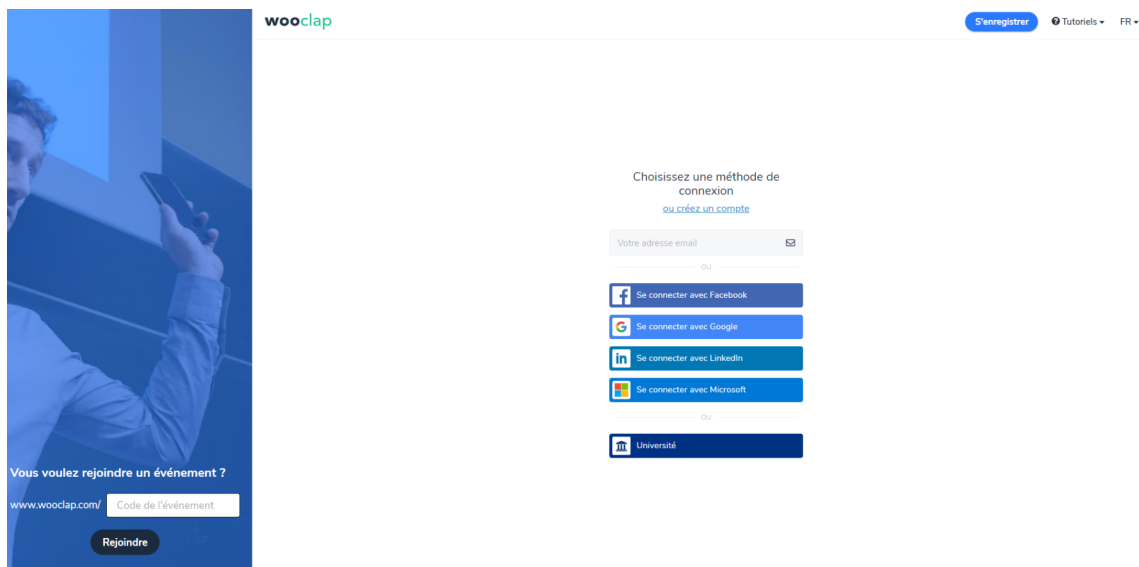 wooclap
S'enregistrer
Tutoriels
FR
Choisissez une méthode de
connexion
ou créez un compte
Votre adresse email
ou
Se connecter avec Facebook
Se connecter avec Google
Se connecter avec LinkedIn
Se connecter avec Microsoft
ou
Université
Vous voulez rejoindre un événement ?
www.wooclap.com/ Code de l'événement
Rejoindre